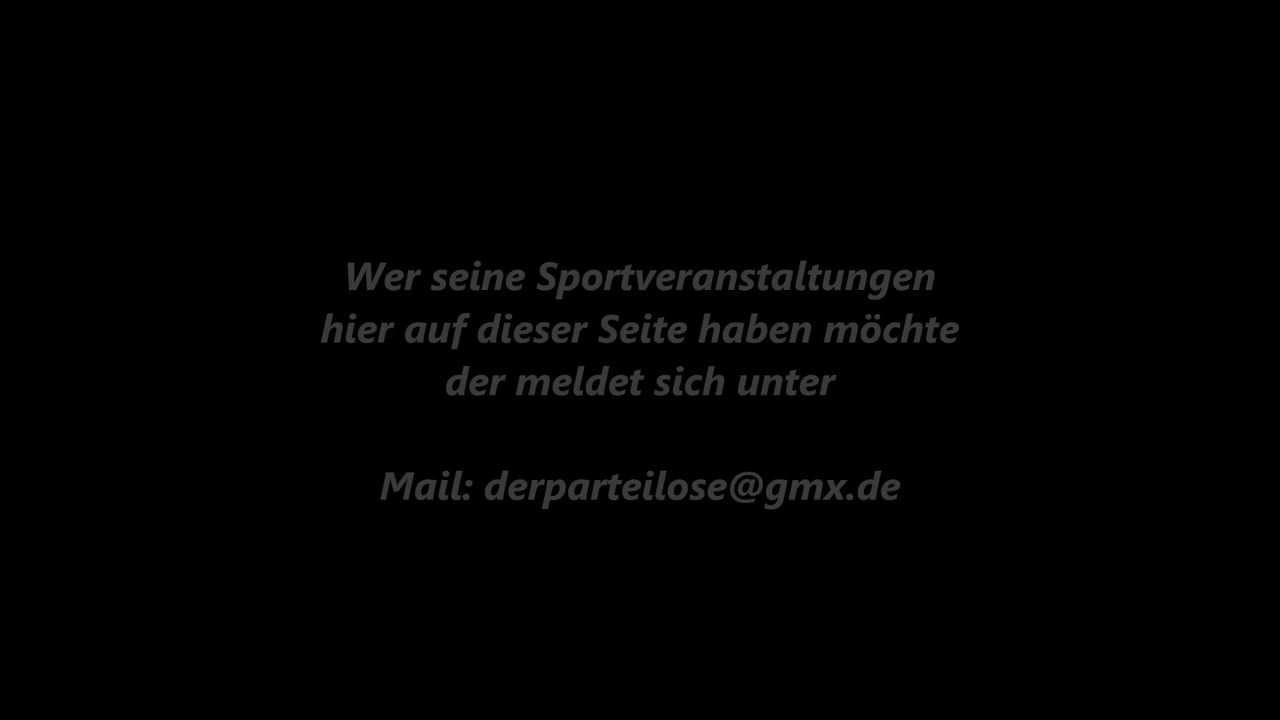 Wer seine Sportveranstaltungen
hier auf dieser Seite haben möchte
der meldet sich unter
Mail: derparteilose@gmx.de